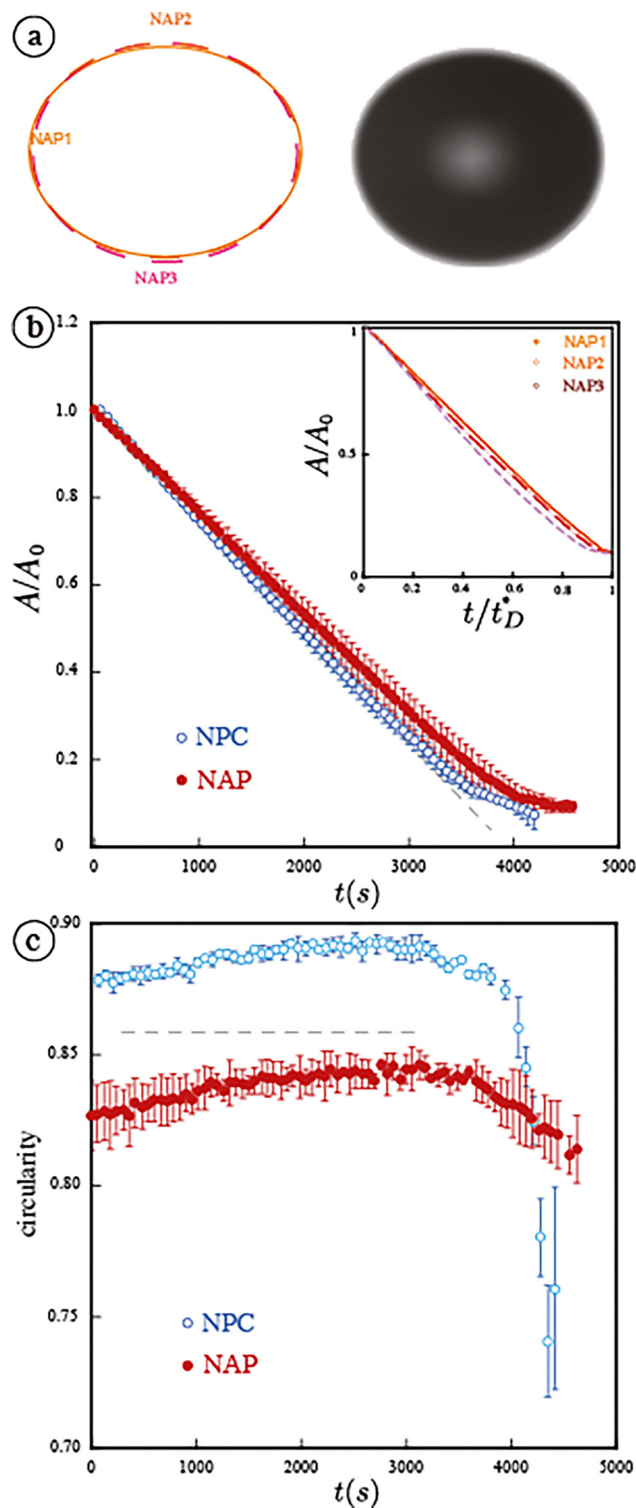 a
NAP2
NAP1
NAP3
b
1.2
1.0
0.8
0.6
0.4
0.2
0
A/A₀
0
1000
2000
3000
4000
5000
t(s)
NPC
NAP
1
0.5
0
A/A₀
0
0.2
0.4
0.6
0.8
1
t/t*D
NAP1
NAP2
NAP3
c
0.90
0.85
0.80
0.75
0.70
circularity
0
1000
2000
3000
4000
5000
t(s)
NPC
NAP